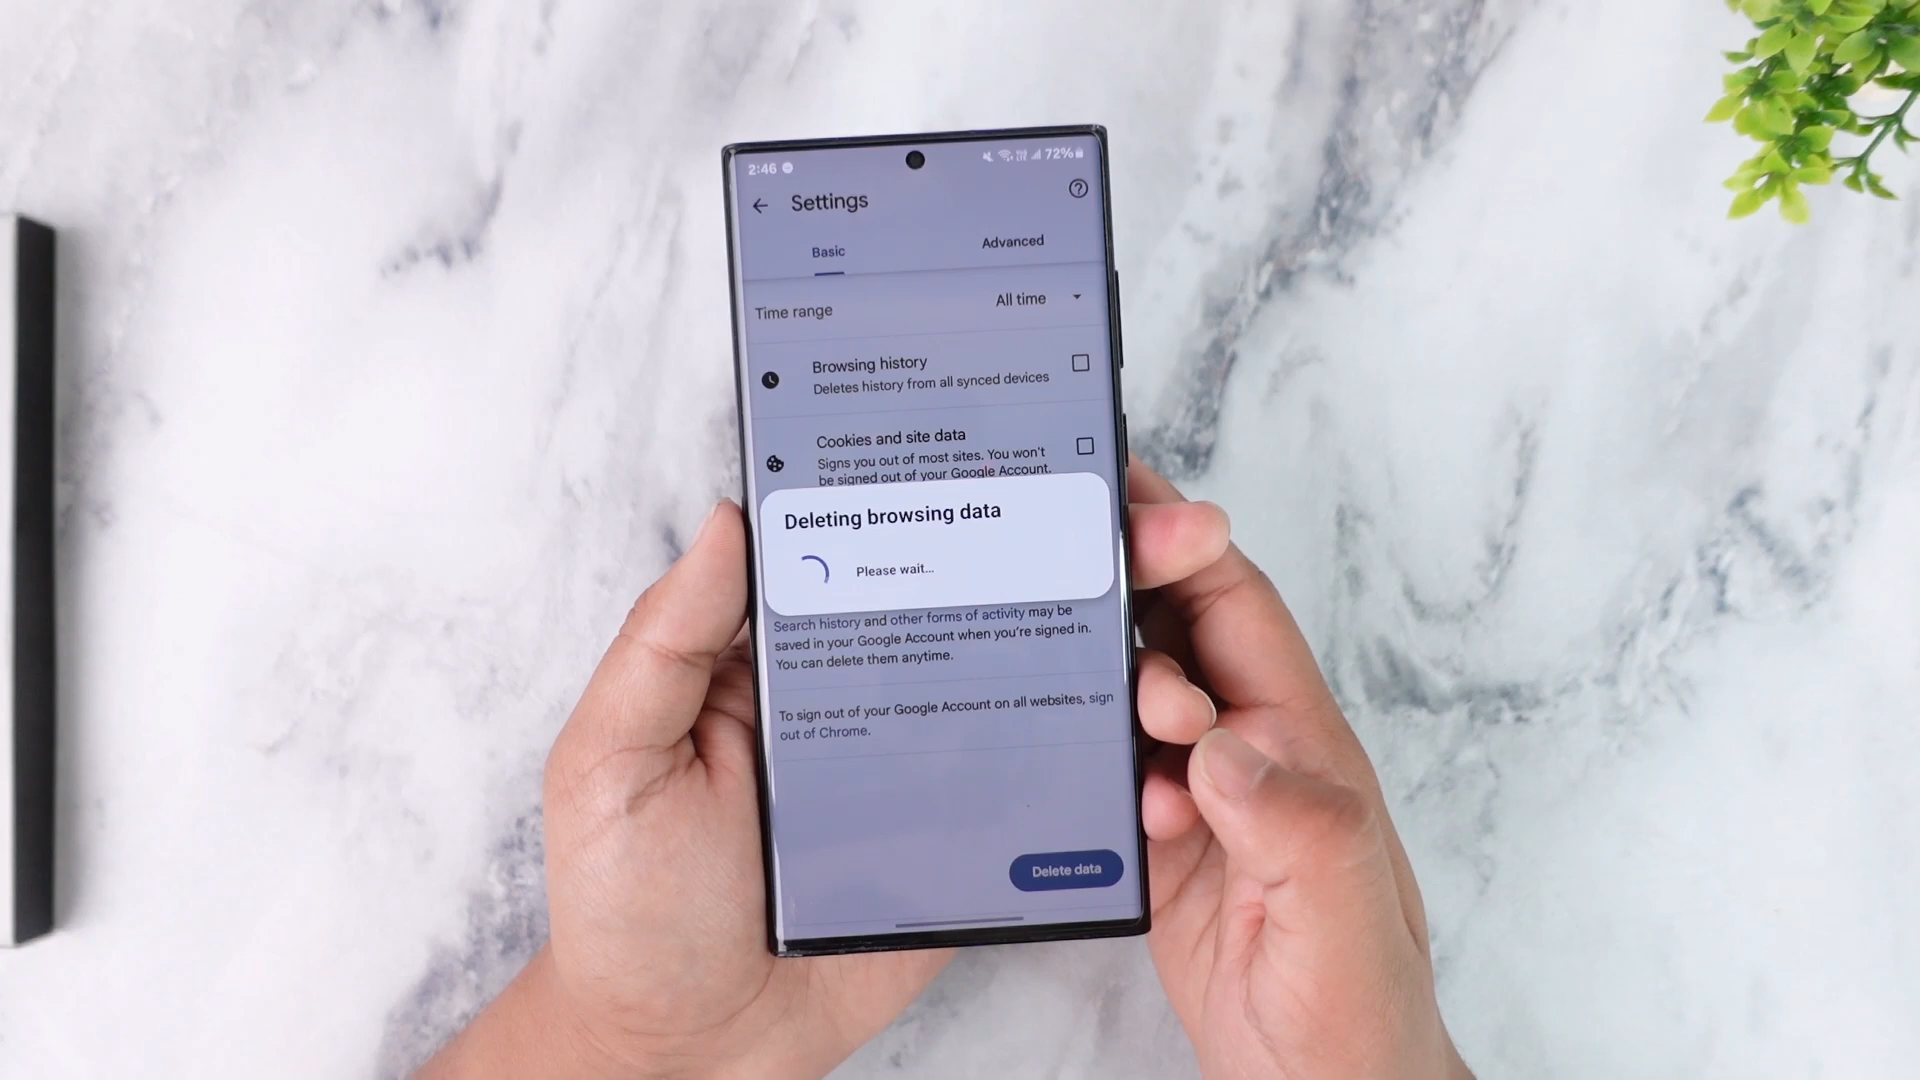 2:46
72%
Settings
Basic
Advanced
Time range
All time
Browsing history
Deletes history from all synced devices
Cookies and site data
Signs you out of most sites. You won't
be signed out of your Google Account.
Deleting browsing data
Please wait...
Search history and other forms of activity may be
saved in your Google Account when you're signed in.
You can delete them anytime.
To sign out of your Google Account on all websites, sign
out of Chrome.
Delete data